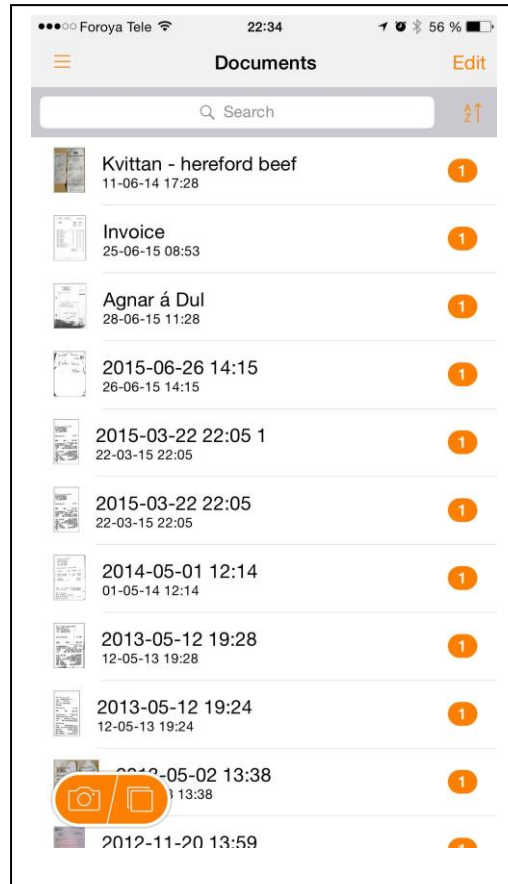 Foroya Tele 22:34 56 %
Documents Edit
Search A Z
Kvittan - hereford beef
11-06-14 17:28 1
Invoice
25-06-15 08:53 1
Agnar á Dul
28-06-15 11:28 1
2015-06-26 14:15
26-06-15 14:15 1
2015-03-22 22:05 1
22-03-15 22:05 1
2015-03-22 22:05
22-03-15 22:05 1
2014-05-01 12:14
01-05-14 12:14 1
2013-05-12 19:28
12-05-13 19:28 1
2013-05-12 19:24
12-05-13 19:24 1
-05-02 13:38
13:38 1
2012-11-20 13:59